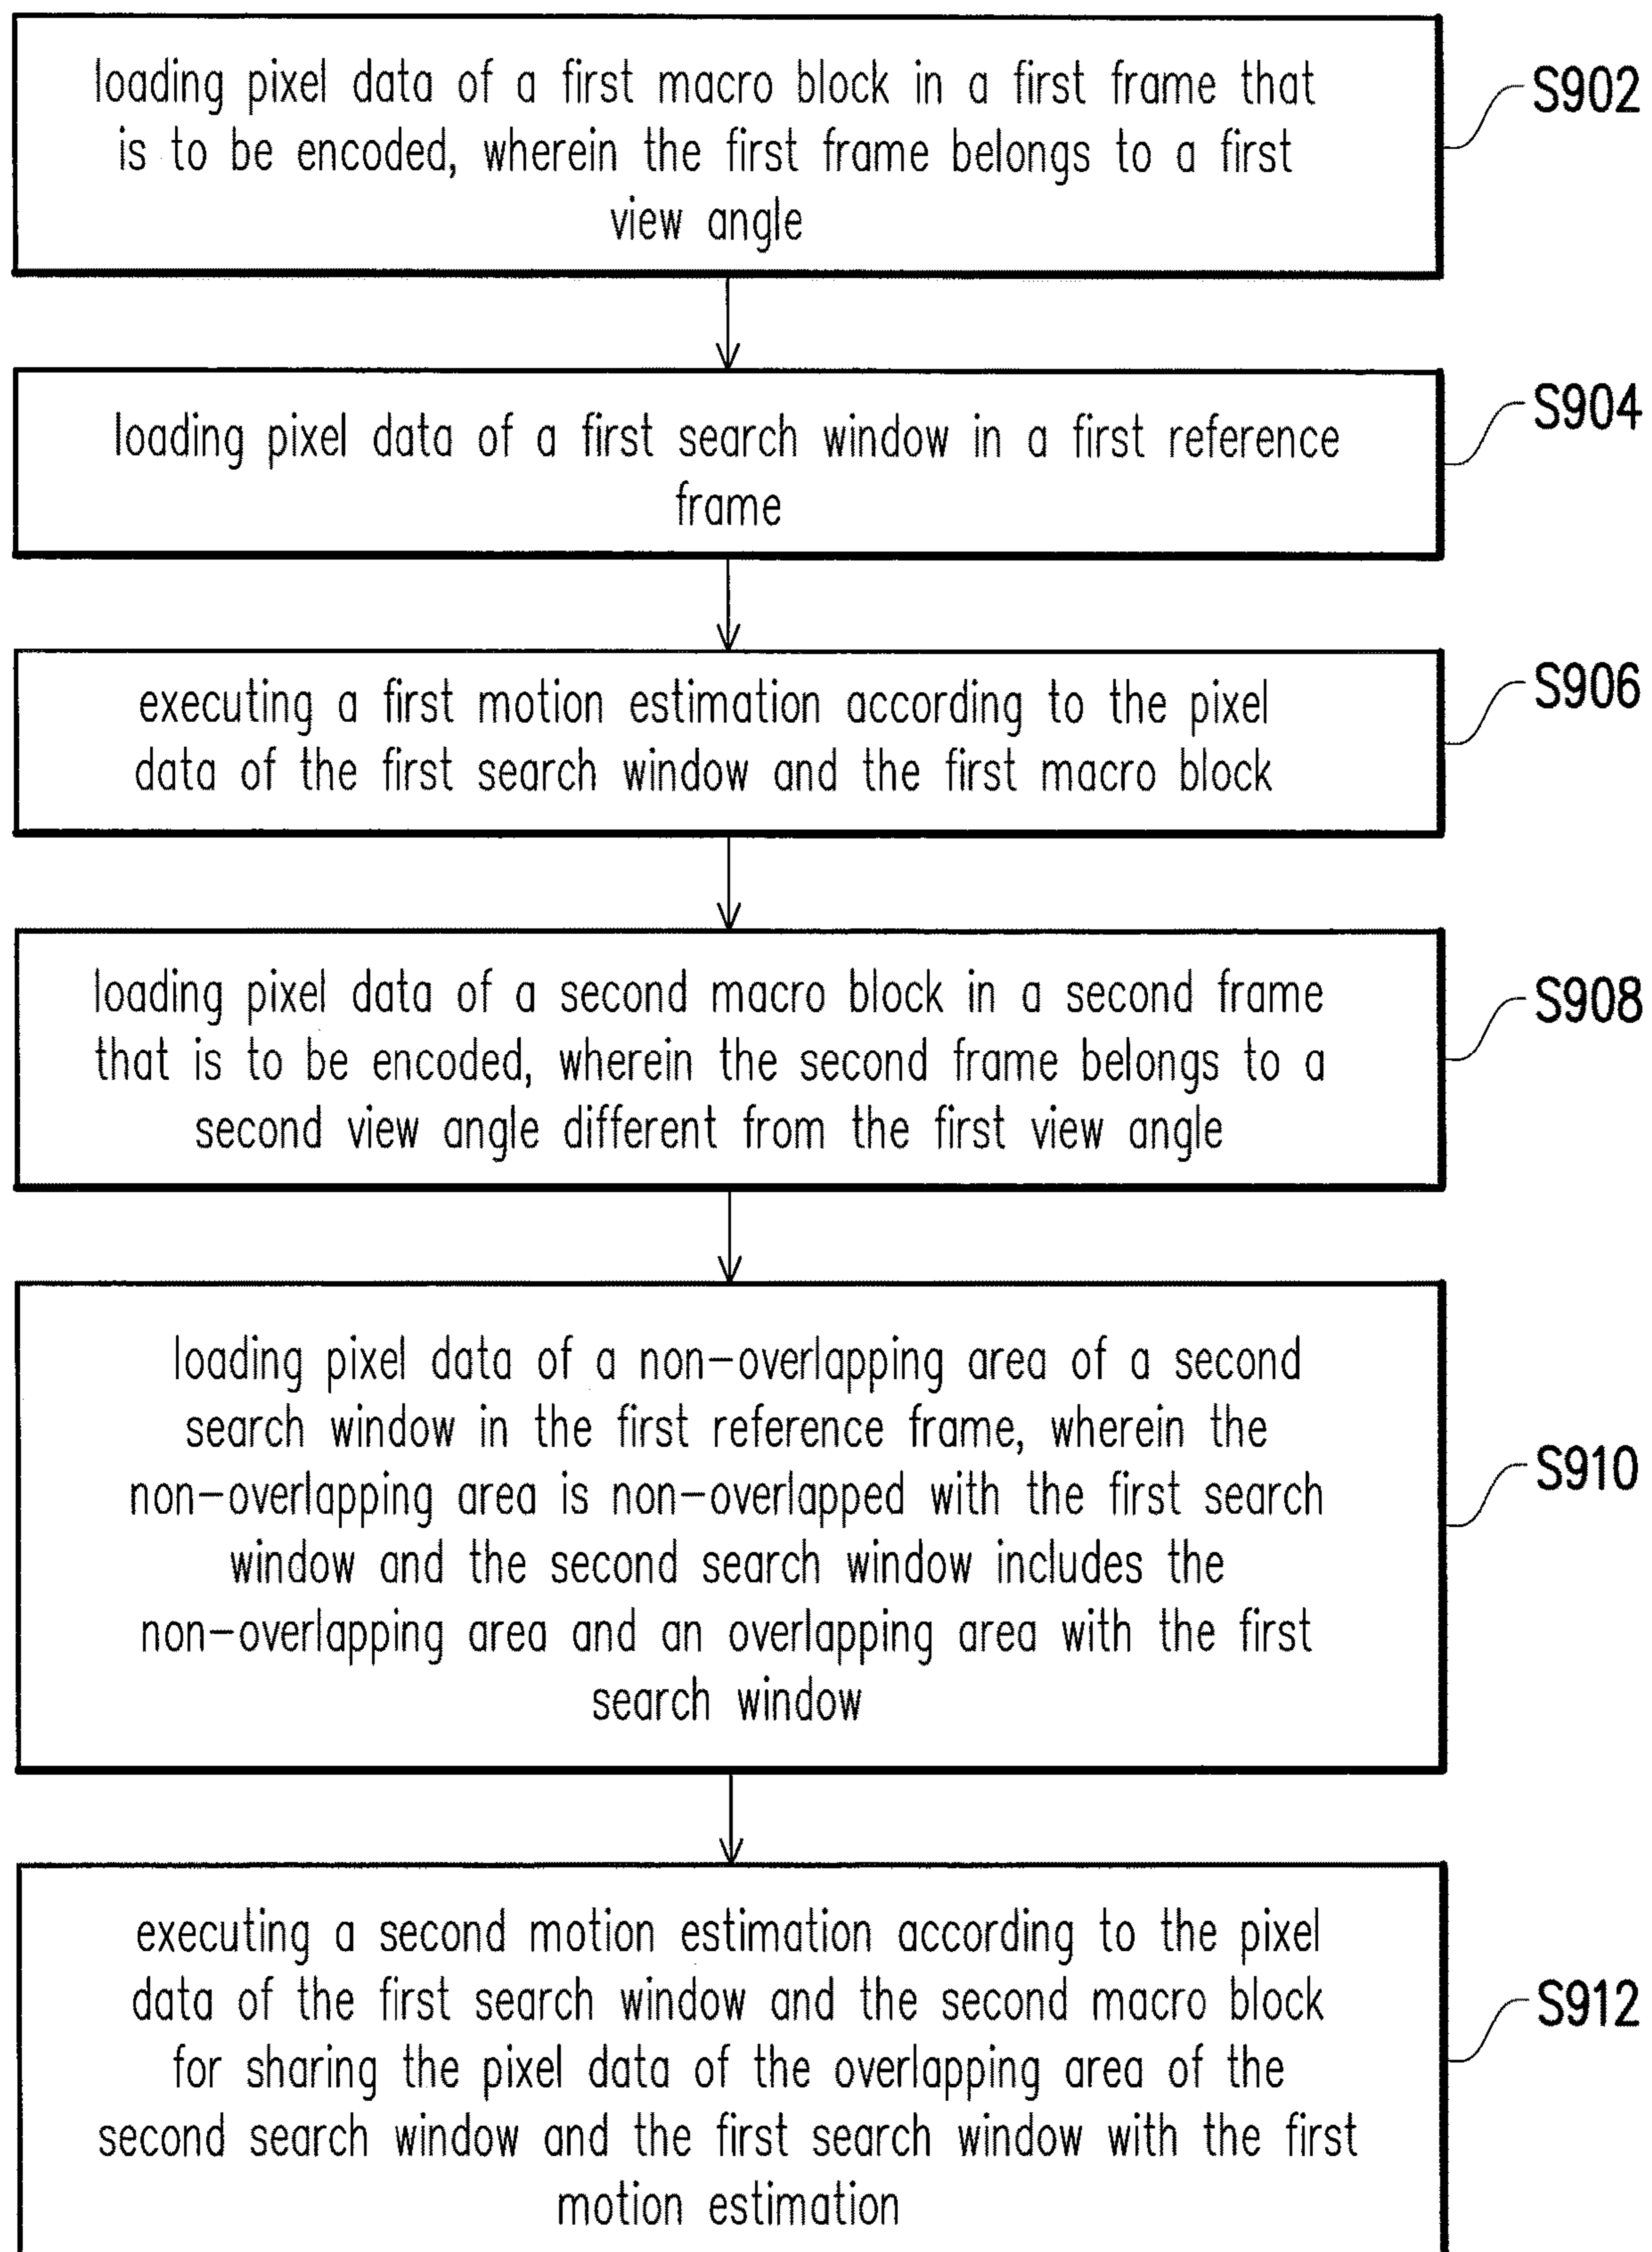 loading pixel data of a first macro block in a first frame that
is to be encoded, wherein the first frame belongs to a first
view angle
S902
loading pixel data of a first search window in a first reference
frame
S904
executing a first motion estimation according to the pixel
data of the first search window and the first macro block
S906
loading pixel data of a second macro block in a second frame
that is to be encoded, wherein the second frame belongs to a
second view angle different from the first view angle
S908
loading pixel data of a non-overlapping area of a second
search window in the first reference frame, wherein the
non-overlapping area is non-overlapped with the first search
window and the second search window includes the
non-overlapping area and an overlapping area with the first
search window
S910
executing a second motion estimation according to the pixel
data of the first search window and the second macro block
for sharing the pixel data of the overlapping area of the
second search window and the first search window with the first
motion estimation
S912